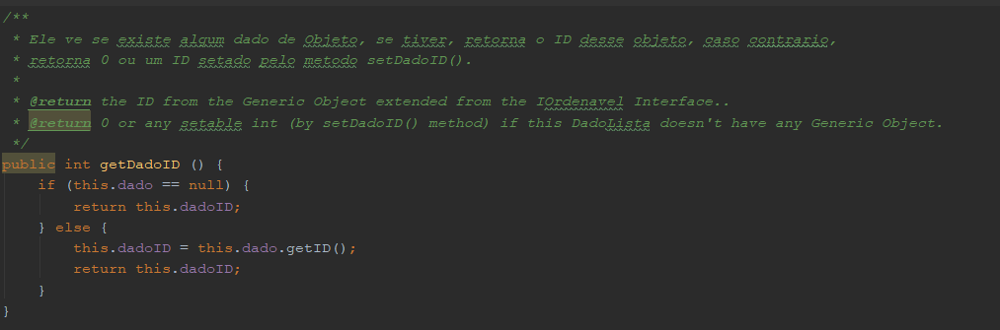 /**
 * Ele ve se existe algum dado de Objeto, se tiver, retorna o ID desse objeto, caso contrario,
 * retorna 0 ou um ID setado pelo metodo setDadoID().
 *
 * @return the ID from the Generic Object extended from the IOrdenavel Interface..
 * @return 0 or any setable int (by setDadoID() method) if this DadoLista doesn't have any Generic Object.
 */
public int getDadoID () {
    if (this.dado == null) {
        return this.dadoID;
    } else {
        this.dadoID = this.dado.getID();
        return this.dadoID;
    }
}